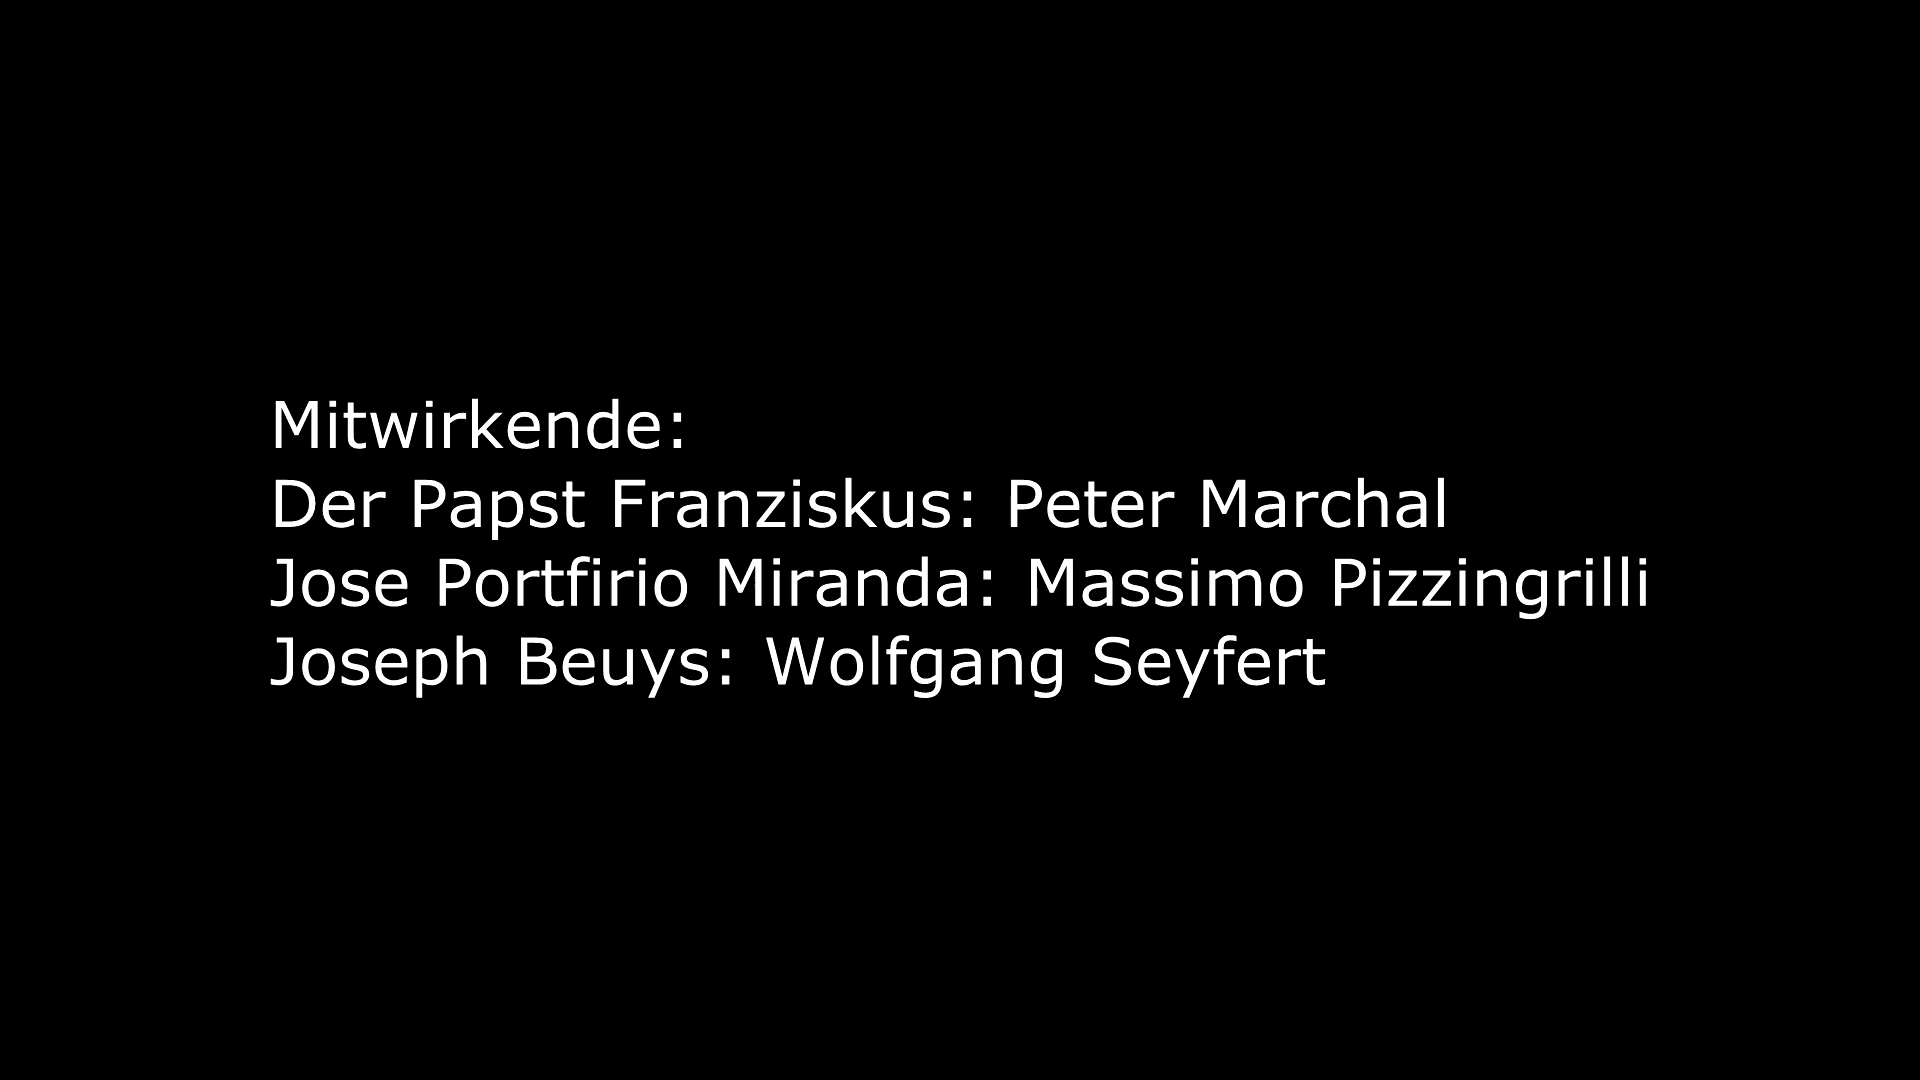 Mitwirkende:
Der Papst Franziskus: Peter Marchal
Jose Portfirio Miranda: Massimo Pizzingrilli
Joseph Beuys: Wolfgang Seyfert